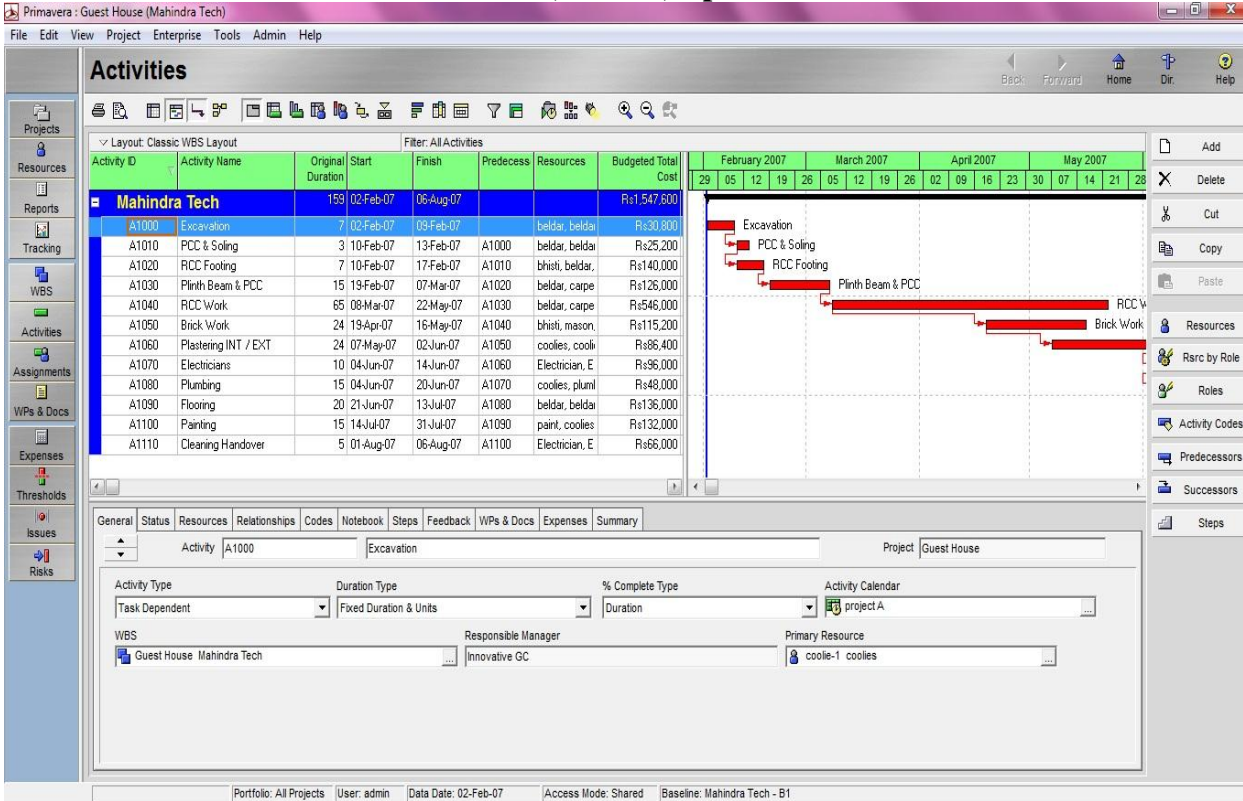 Primavera : Guest House (Mahindra Tech)
File Edit View Project Enterprise Tools Admin Help
Activities
Back Forward Home Dir. Help
Projects
Resources
Reports
Tracking
WBS
Activities
Assignments
WPs & Docs
Expenses
Thresholds
Issues
Risks
Layout: Classic WBS Layout Filter: All Activities
Activity ID Activity Name Original Duration Start Finish Predecess Resources Budgeted Total Cost
February 2007 March 2007 April 2007 May 2007
29 05 12 19 26 05 12 19 26 02 09 16 23 30 07 14 21 28
Mahindra Tech 159 02-Feb-07 06-Aug-07 Rs1,547,600
A1000 Excavation 7 02-Feb-07 09-Feb-07 beldar, beldar Rs30,800 Excavation
A1010 PCC & Soling 3 10-Feb-07 13-Feb-07 A1000 beldar, beldar Rs25,200 PCC & Soling
A1020 RCC Footing 7 10-Feb-07 17-Feb-07 A1010 bhisti, beldar, Rs140,000 RCC Footing
A1030 Plinth Beam & PCC 15 19-Feb-07 07-Mar-07 A1020 beldar, carpe Rs126,000 Plinth Beam & PCC
A1040 RCC Work 65 08-Mar-07 22-May-07 A1030 beldar, carpe Rs546,000 RCC W
A1050 Brick Work 24 19-Apr-07 16-May-07 A1040 bhisti, mason, Rs115,200 Brick Work
A1060 Plastering INT / EXT 24 07-May-07 02-Jun-07 A1050 coolies, cooli Rs86,400
A1070 Electricians 10 04-Jun-07 14-Jun-07 A1060 Electrician, E Rs96,000
A1080 Plumbing 15 04-Jun-07 20-Jun-07 A1070 coolies, pluml Rs48,000
A1090 Flooring 20 21-Jun-07 13-Jul-07 A1080 beldar, beldar Rs136,000
A1100 Painting 15 14-Jul-07 31-Jul-07 A1090 paint, coolies Rs132,000
A1110 Cleaning Handover 5 01-Aug-07 06-Aug-07 A1100 Electrician, E Rs66,000
Add
Delete
Cut
Copy
Paste
Resources
Rsrc by Role
Roles
Activity Codes
Predecessors
Successors
Steps
General Status Resources Relationships Codes Notebook Steps Feedback WPs & Docs Expenses Summary
Activity A1000 Excavation Project Guest House
Activity Type Duration Type % Complete Type Activity Calendar
Task Dependent Fixed Duration & Units Duration project A
WBS Responsible Manager Primary Resource
Guest House Mahindra Tech Innovative GC coolie-1 coolies
Portfolio: All Projects User: admin Data Date: 02-Feb-07 Access Mode: Shared Baseline: Mahindra Tech - B1